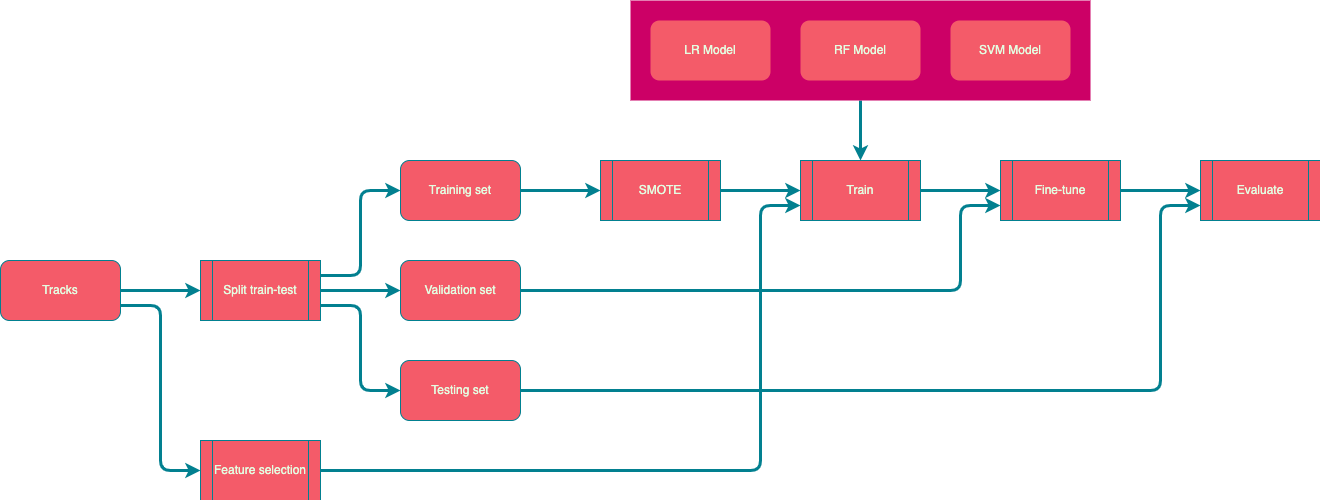 LR Model
RF Model
SVM Model
Training set
SMOTE
Train
Fine-tune
Evaluate
Tracks
Split train-test
Validation set
Testing set
Feature selection